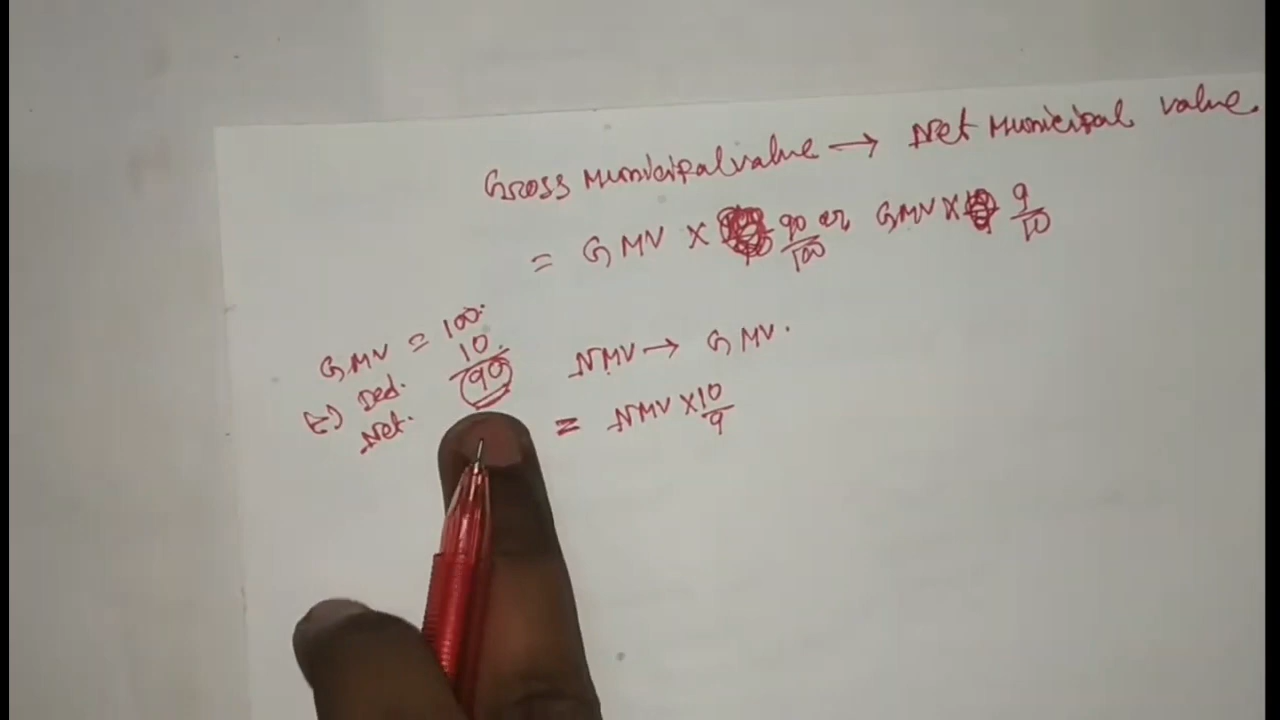 Gross Municipal value → Net Municipal value.
= GMV × 90/100 or GMV × 9/10
GMV = 100.
(-) Ded. 10.
Net. 90
NMV → GMV.
= NMV × 10/9